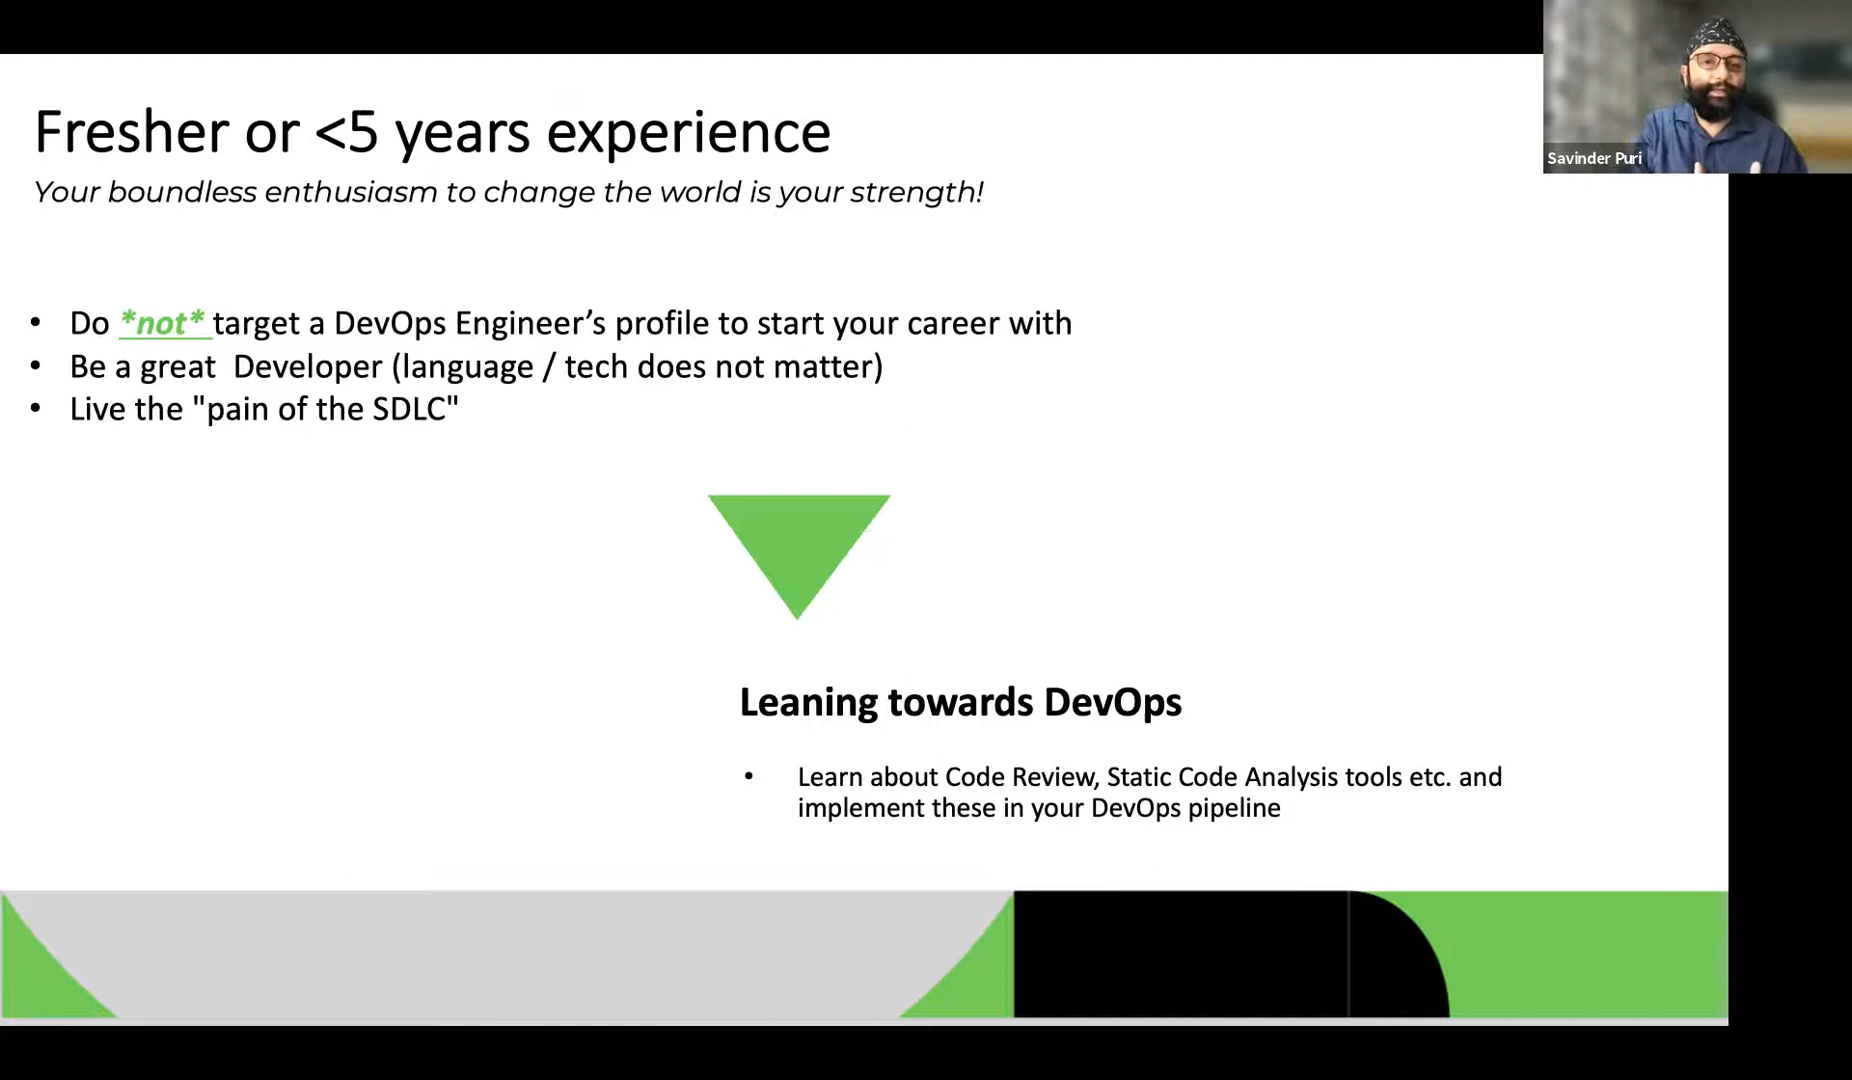 Savinder Puri
Fresher or <5 years experience
Your boundless enthusiasm to change the world is your strength!
• Do *not* target a DevOps Engineer’s profile to start your career with
• Be a great  Developer (language / tech does not matter)
• Live the "pain of the SDLC"
Leaning towards DevOps
• Learn about Code Review, Static Code Analysis tools etc. and
implement these in your DevOps pipeline